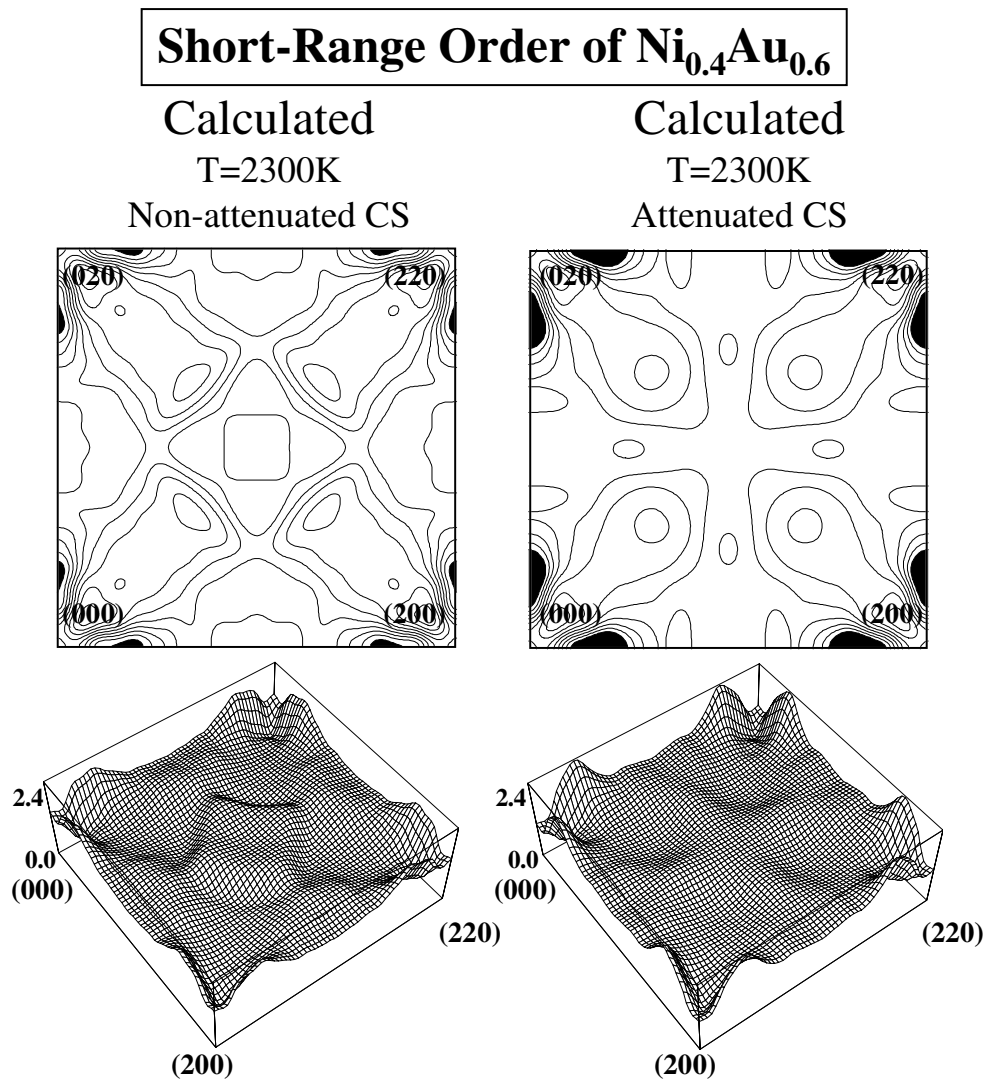 Short-Range Order of Ni0.4Au0.6
Calculated
T=2300K
Non-attenuated CS
Calculated
T=2300K
Attenuated CS
(020) (220)
(000) (200)
(020) (220)
(000) (200)
2.4
0.0
(000)
(220)
(200)
2.4
0.0
(000)
(220)
(200)